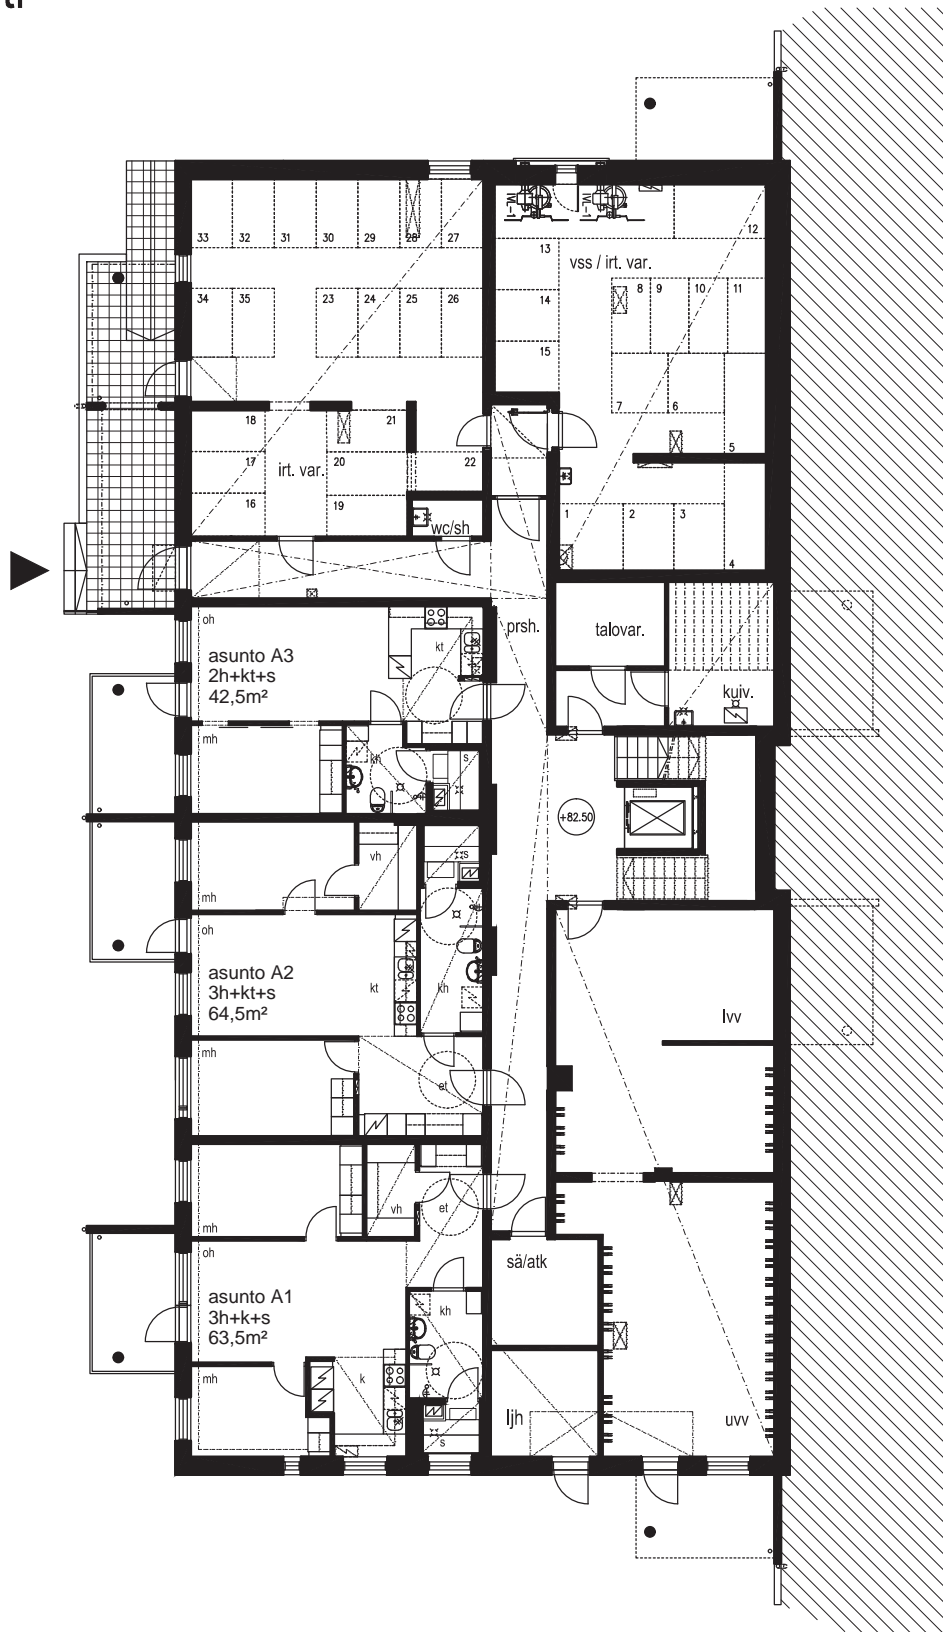 12
33 32 31 30 29 28 27
13
vss / irt. var.
34 35 23 24 25 26
14
8 9 10 11
15
7 6
18 21
5
17 20 22
irt. var.
16 19
wc/sh
1 2 3
4
oh
prsh.
talovar.
kt
asunto A3
2h+kt+s
42,5m²
kuiv.
mh
kh
s
+82.50
vh
s
mh
oh
asunto A2
3h+kt+s
64,5m²
kt
kh
lvv
mh
et
vh
et
mh
oh
sä/atk
asunto A1
3h+k+s
63,5m²
kh
mh
k
ljh
uvv
s